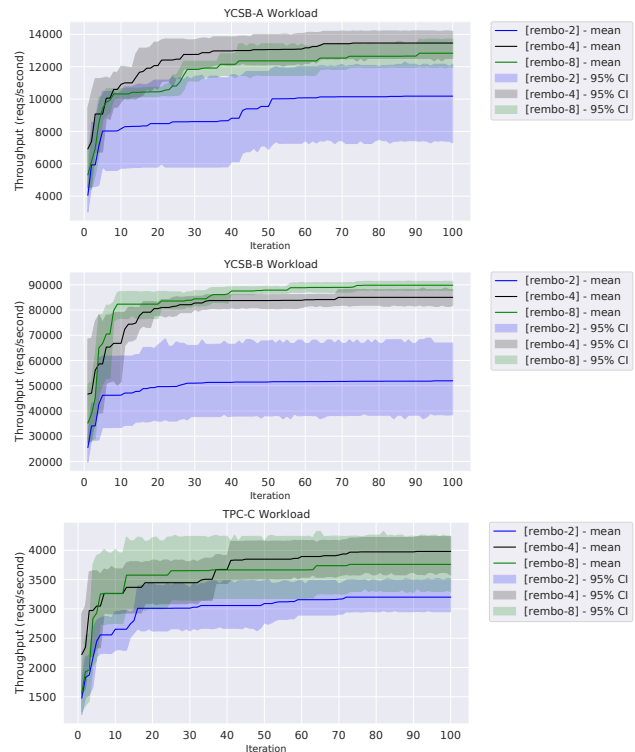 YCSB-A Workload
14000
12000
10000
8000
6000
4000
Throughput (reqs/second)
0 10 20 30 40 50 60 70 80 90 100
Iteration
[rembo-2] - mean
[rembo-4] - mean
[rembo-8] - mean
[rembo-2] - 95% CI
[rembo-4] - 95% CI
[rembo-8] - 95% CI
YCSB-B Workload
90000
80000
70000
60000
50000
40000
30000
20000
Throughput (reqs/second)
0 10 20 30 40 50 60 70 80 90 100
Iteration
[rembo-2] - mean
[rembo-4] - mean
[rembo-8] - mean
[rembo-2] - 95% CI
[rembo-4] - 95% CI
[rembo-8] - 95% CI
TPC-C Workload
4000
3500
3000
2500
2000
1500
Throughput (reqs/second)
0 10 20 30 40 50 60 70 80 90 100
Iteration
[rembo-2] - mean
[rembo-4] - mean
[rembo-8] - mean
[rembo-2] - 95% CI
[rembo-4] - 95% CI
[rembo-8] - 95% CI